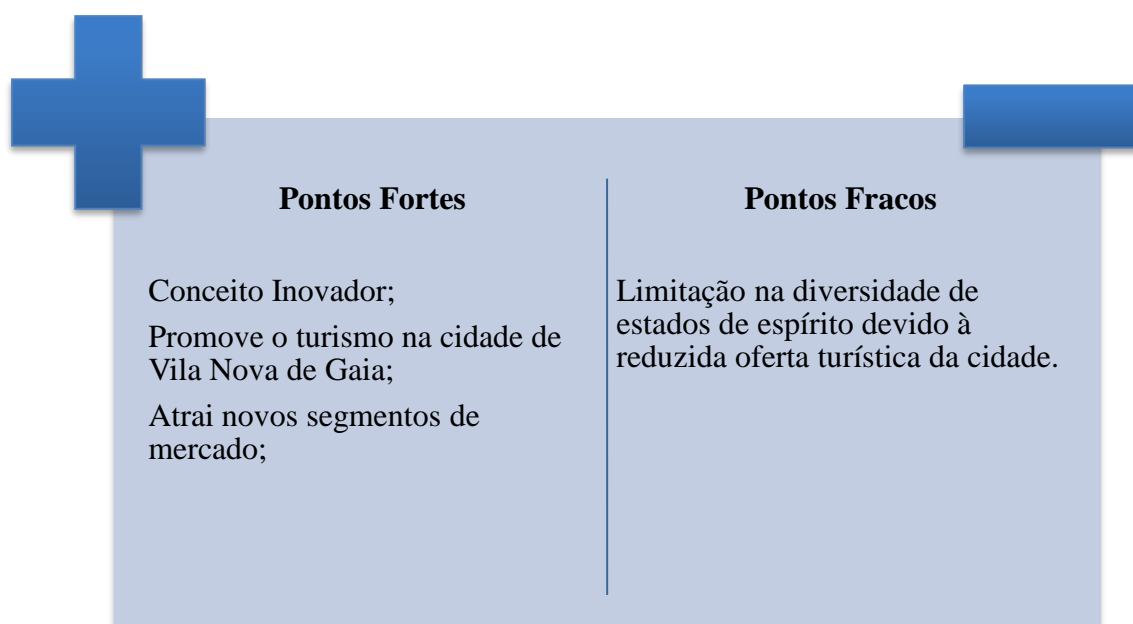 Pontos Fortes
Conceito Inovador;
Promove o turismo na cidade de
Vila Nova de Gaia;
Atrai novos segmentos de
mercado;
Pontos Fracos
Limitação na diversidade de
estados de espírito devido à
reduzida oferta turística da cidade.